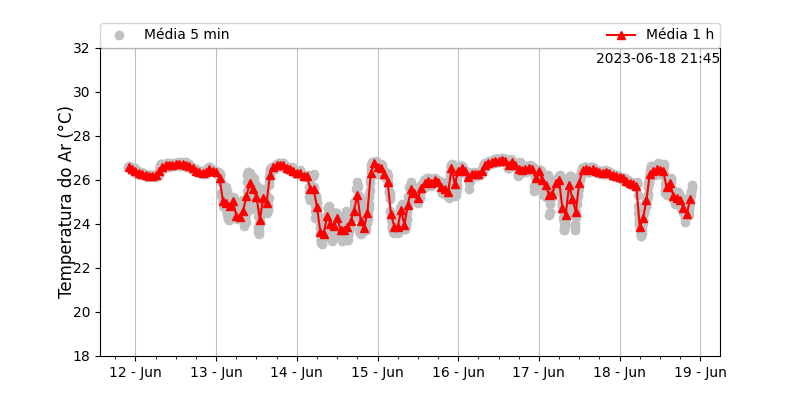 Média 5 min
Média 1 h
2023-06-18 21:45
Temperatura do Ar (°C)
32
30
28
26
24
22
20
18
12 - Jun
13 - Jun
14 - Jun
15 - Jun
16 - Jun
17 - Jun
18 - Jun
19 - Jun